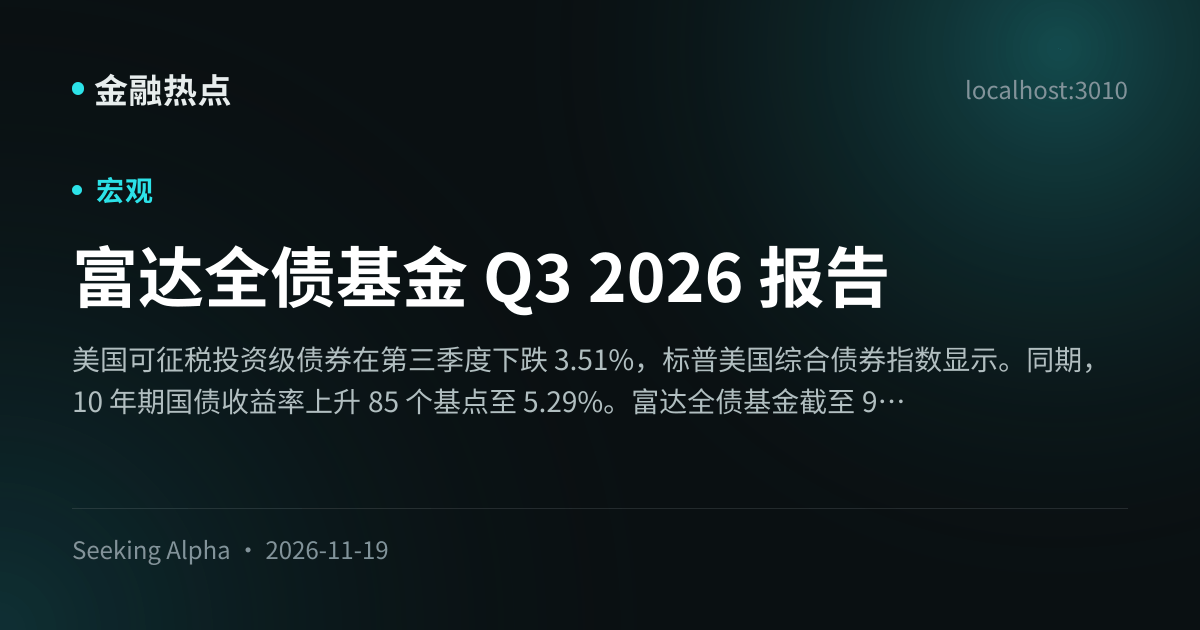 金融热点
localhost:3010
宏观
富达全债基金 Q3 2026 报告
美国可征税投资级债券在第三季度下跌 3.51%，标普美国综合债券指数显示。同期，
10 年期国债收益率上升 85 个基点至 5.29%。富达全债基金截至 9…
Seeking Alpha · 2026-11-19